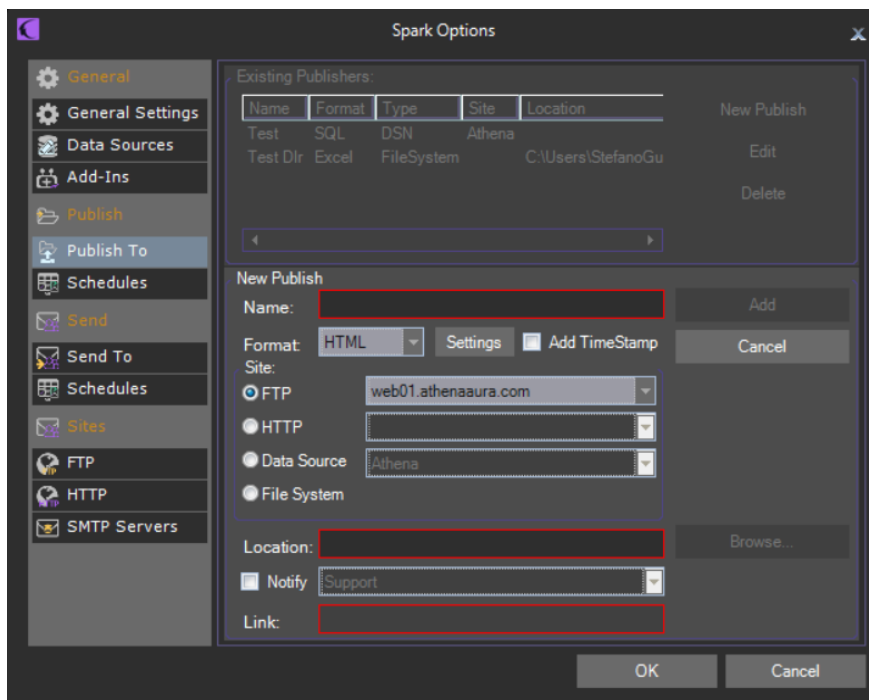 Spark Options
x
General
General Settings
Data Sources
Add-Ins
Publish
Publish To
Schedules
Send
Send To
Schedules
Sites
FTP
HTTP
SMTP Servers
Existing Publishers:
Name Format Type Site Location
Test SQL DSN Athena
Test Dlr Excel FileSystem C:\Users\StefanoGu
New Publish
Edit
Delete
New Publish
Name:
Add
Format: HTML Settings Add TimeStamp
Cancel
Site:
FTP web01.athenaaura.com
HTTP
Data Source Athena
File System
Location:
Browse...
Notify Support
Link:
OK Cancel